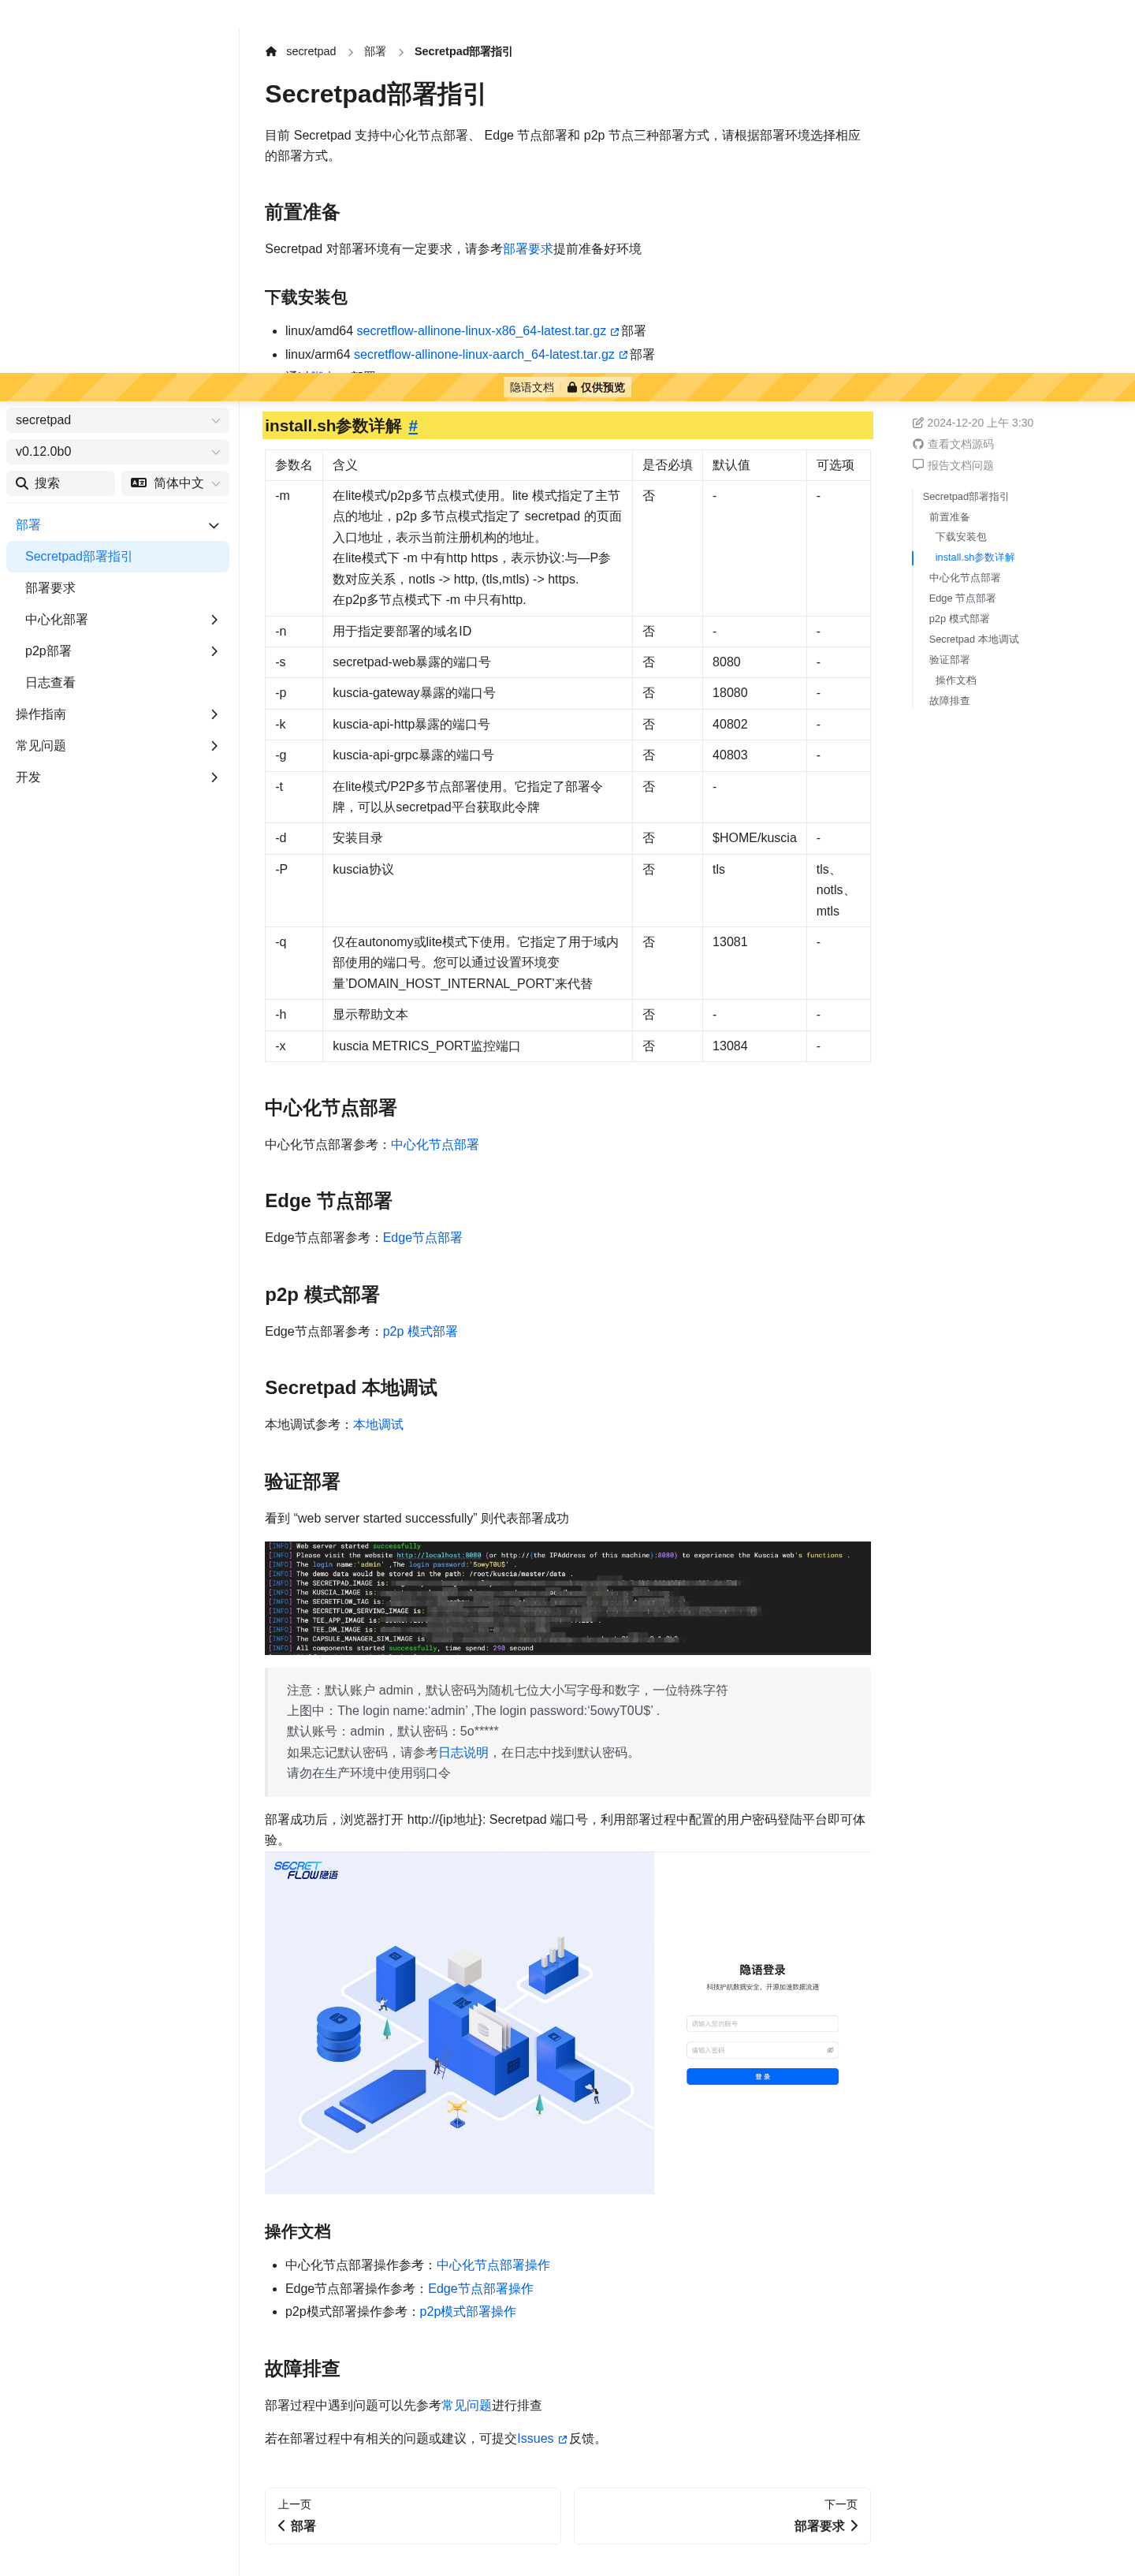 secretpad > 部署 > Secretpad部署指引
Secretpad部署指引
目前 Secretpad 支持中心化节点部署、 Edge 节点部署和 p2p 节点三种部署方式，请根据部署环境选择相应
的部署方式。
前置准备
Secretpad 对部署环境有一定要求，请参考部署要求提前准备好环境
下载安装包
• linux/amd64 secretflow-allinone-linux-x86_64-latest.tar.gz 部署
• linux/arm64 secretflow-allinone-linux-aarch_64-latest.tar.gz 部署
隐语文档 仅供预览
secretpad
v0.12.0b0
搜索 简体中文
部署
Secretpad部署指引
部署要求
中心化部署
p2p部署
日志查看
操作指南
常见问题
开发
install.sh参数详解 #
参数名 含义 是否必填 默认值 可选项
-m 在lite模式/p2p多节点模式使用。lite 模式指定了主节 否 - -
点的地址，p2p 多节点模式指定了 secretpad 的页面
入口地址，表示当前注册机构的地址。
在lite模式下 -m 中有http https，表示协议:与—P参
数对应关系，notls -> http, (tls,mtls) -> https.
在p2p多节点模式下 -m 中只有http.
-n 用于指定要部署的域名ID 否 - -
-s secretpad-web暴露的端口号 否 8080 -
-p kuscia-gateway暴露的端口号 否 18080 -
-k kuscia-api-http暴露的端口号 否 40802 -
-g kuscia-api-grpc暴露的端口号 否 40803 -
-t 在lite模式/P2P多节点部署使用。它指定了部署令 否 -
牌，可以从secretpad平台获取此令牌
-d 安装目录 否 $HOME/kuscia -
-P kuscia协议 否 tls tls、
notls、
mtls
-q 仅在autonomy或lite模式下使用。它指定了用于域内 否 13081 -
部使用的端口号。您可以通过设置环境变
量'DOMAIN_HOST_INTERNAL_PORT'来代替
-h 显示帮助文本 否 - -
-x kuscia METRICS_PORT监控端口 否 13084 -
2024-12-20 上午 3:30
查看文档源码
报告文档问题
Secretpad部署指引
前置准备
下载安装包
install.sh参数详解
中心化节点部署
Edge 节点部署
p2p 模式部署
Secretpad 本地调试
验证部署
操作文档
故障排查
中心化节点部署
中心化节点部署参考：中心化节点部署
Edge 节点部署
Edge节点部署参考：Edge节点部署
p2p 模式部署
Edge节点部署参考：p2p 模式部署
Secretpad 本地调试
本地调试参考：本地调试
验证部署
看到 “web server started successfully” 则代表部署成功
[INFO] Web server started successfully
[INFO] Please visit the website http://localhost:8080 (or http://{the IPAddress of this machine}:8080) to experience the Kuscia web's functions .
[INFO] The login name:'admin' ,The login password:'5owyT0U$' .
[INFO] The demo data would be stored in the path: /root/kuscia/master/data .
[INFO] The SECRETPAD_IMAGE is:
[INFO] The KUSCIA_IMAGE is:
[INFO] The SECRETFLOW_TAG is:
[INFO] The SECRETFLOW_SERVING_IMAGE is:
[INFO] The TEE_APP_IMAGE is:
[INFO] The TEE_DM_IMAGE is:
[INFO] The CAPSULE_MANAGER_SIM_IMAGE is
[INFO] All components started successfully, time spend: 290 second
注意：默认账户 admin，默认密码为随机七位大小写字母和数字，一位特殊字符
上图中：The login name:‘admin’ ,The login password:‘5owyT0U$’ .
默认账号：admin，默认密码：5o*****
如果忘记默认密码，请参考日志说明，在日志中找到默认密码。
请勿在生产环境中使用弱口令
部署成功后，浏览器打开 http://{ip地址}: Secretpad 端口号，利用部署过程中配置的用户密码登陆平台即可体
验。
SECRET
FLOW隐语
隐语登录
科技护航数据安全，开源加速数据流通
请输入您的账号
请输入密码
登 录
操作文档
• 中心化节点部署操作参考：中心化节点部署操作
• Edge节点部署操作参考：Edge节点部署操作
• p2p模式部署操作参考：p2p模式部署操作
故障排查
部署过程中遇到问题可以先参考常见问题进行排查
若在部署过程中有相关的问题或建议，可提交Issues 反馈。
上一页
部署
下一页
部署要求